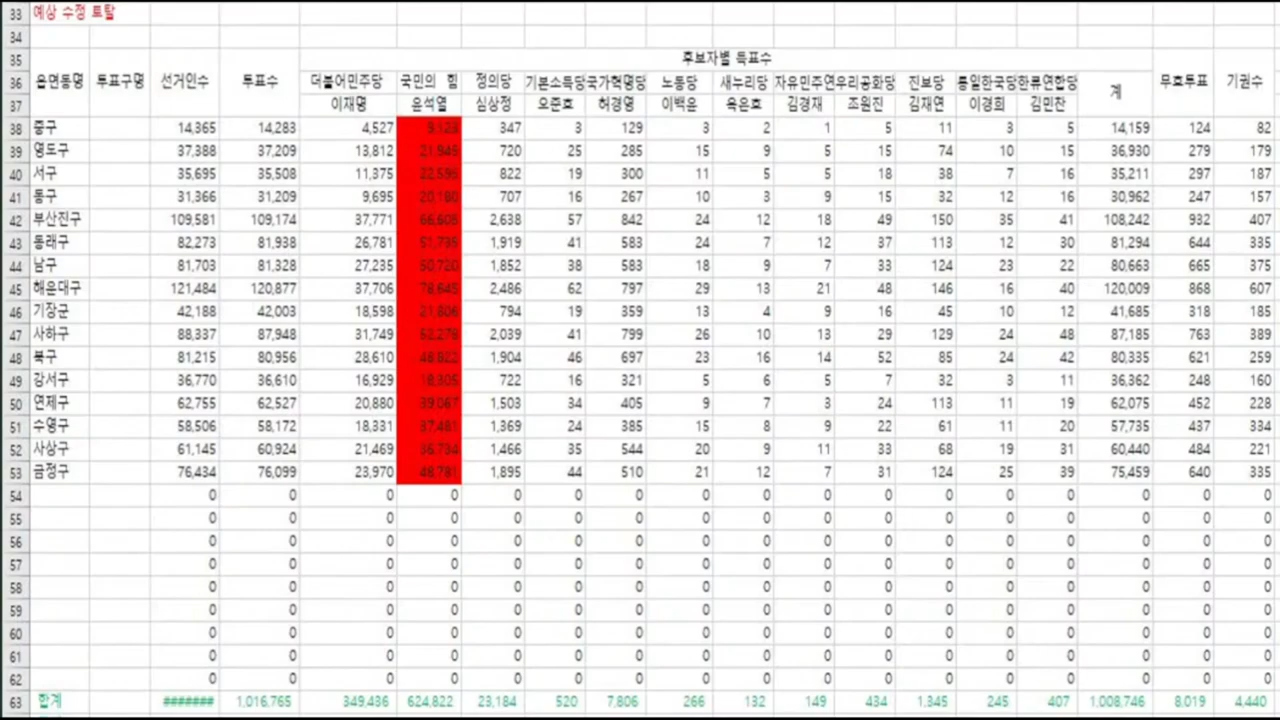 33 예상 수정 토탈
34
35 후보자별 득표수
36 읍면동명 투표구명 선거인수 투표수 더불어민주당 국민의 힘 정의당 기본소득당 국가혁명당 노동당 새누리당 자유민주연 우리공화당 진보당 통일한국당 한류연합당 계 무효투표 기권수
37 이재명 윤석열 심상정 오준호 허경영 이백윤 옥은호 김경재 조원진 김재연 이경희 김민찬
38 중구 14,365 14,283 4,527 9,123 347 3 129 3 2 1 5 11 3 5 14,159 124 82
39 영도구 37,388 37,209 13,812 21,945 720 25 285 15 9 5 15 74 10 15 36,930 279 179
40 서구 35,695 35,508 11,375 22,595 822 19 300 11 5 5 18 38 7 16 35,211 297 187
41 동구 31,366 31,209 9,695 20,180 707 16 267 10 3 9 15 32 12 16 30,962 247 157
42 부산진구 109,581 109,174 37,771 66,605 2,638 57 842 24 12 18 49 150 35 41 108,242 932 407
43 동래구 82,273 81,938 26,781 51,735 1,919 41 583 24 7 12 37 113 12 30 81,294 644 335
44 남구 81,703 81,328 27,235 50,720 1,852 38 583 18 9 7 33 124 23 22 80,663 665 375
45 해운대구 121,484 120,877 37,706 78,645 2,486 62 797 29 13 21 48 146 16 40 120,009 868 607
46 기장군 42,188 42,003 18,598 21,806 794 19 359 13 4 9 16 45 10 12 41,685 318 185
47 사하구 88,337 87,948 31,749 52,278 2,039 41 799 26 10 13 29 129 24 48 87,185 763 389
48 북구 81,215 80,956 28,610 48,822 1,904 46 697 23 16 14 52 85 24 42 80,335 621 259
49 강서구 36,770 36,610 16,929 18,305 722 16 321 5 6 5 7 32 3 11 36,362 248 160
50 연제구 62,755 62,527 20,880 39,067 1,503 34 405 9 7 3 24 113 11 19 62,075 452 228
51 수영구 58,506 58,172 18,331 37,481 1,369 24 385 15 8 9 22 61 11 20 57,735 437 334
52 사상구 61,145 60,924 21,469 36,734 1,466 35 544 20 9 11 33 68 19 31 60,440 484 221
53 금정구 76,434 76,099 23,970 48,781 1,895 44 510 21 12 7 31 124 25 39 75,459 640 335
54 0 0 0 0 0 0 0 0 0 0 0 0 0 0 0 0 0
55 0 0 0 0 0 0 0 0 0 0 0 0 0 0 0 0 0
56 0 0 0 0 0 0 0 0 0 0 0 0 0 0 0 0 0
57 0 0 0 0 0 0 0 0 0 0 0 0 0 0 0 0 0
58 0 0 0 0 0 0 0 0 0 0 0 0 0 0 0 0 0
59 0 0 0 0 0 0 0 0 0 0 0 0 0 0 0 0 0
60 0 0 0 0 0 0 0 0 0 0 0 0 0 0 0 0 0
61 0 0 0 0 0 0 0 0 0 0 0 0 0 0 0 0 0
62 0 0 0 0 0 0 0 0 0 0 0 0 0 0 0 0 0
63 합계 ####### 1,016,765 349,436 624,822 23,184 520 7,806 266 132 149 434 1,345 245 407 1,008,746 8,019 4,440